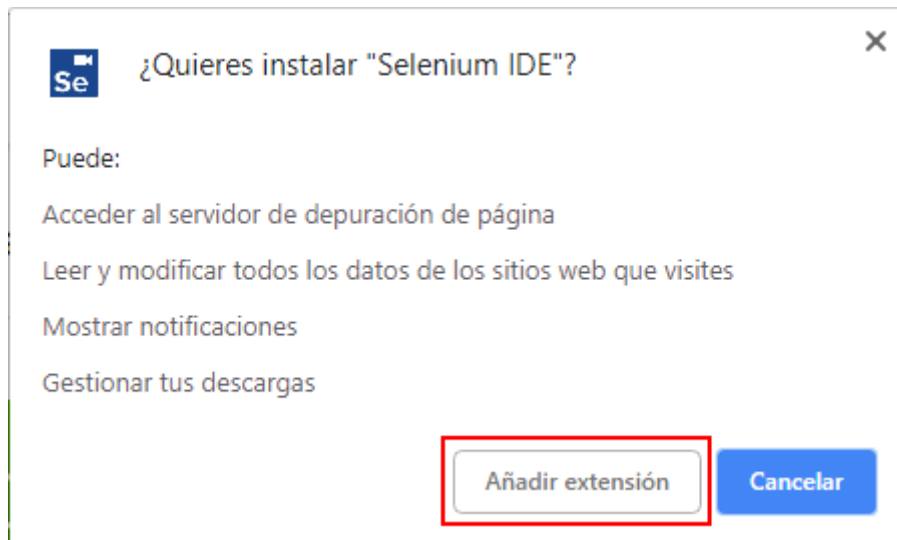 Se
¿Quieres instalar "Selenium IDE"?
Puede:
Acceder al servidor de depuración de página
Leer y modificar todos los datos de los sitios web que visites
Mostrar notificaciones
Gestionar tus descargas
Añadir extensión
Cancelar